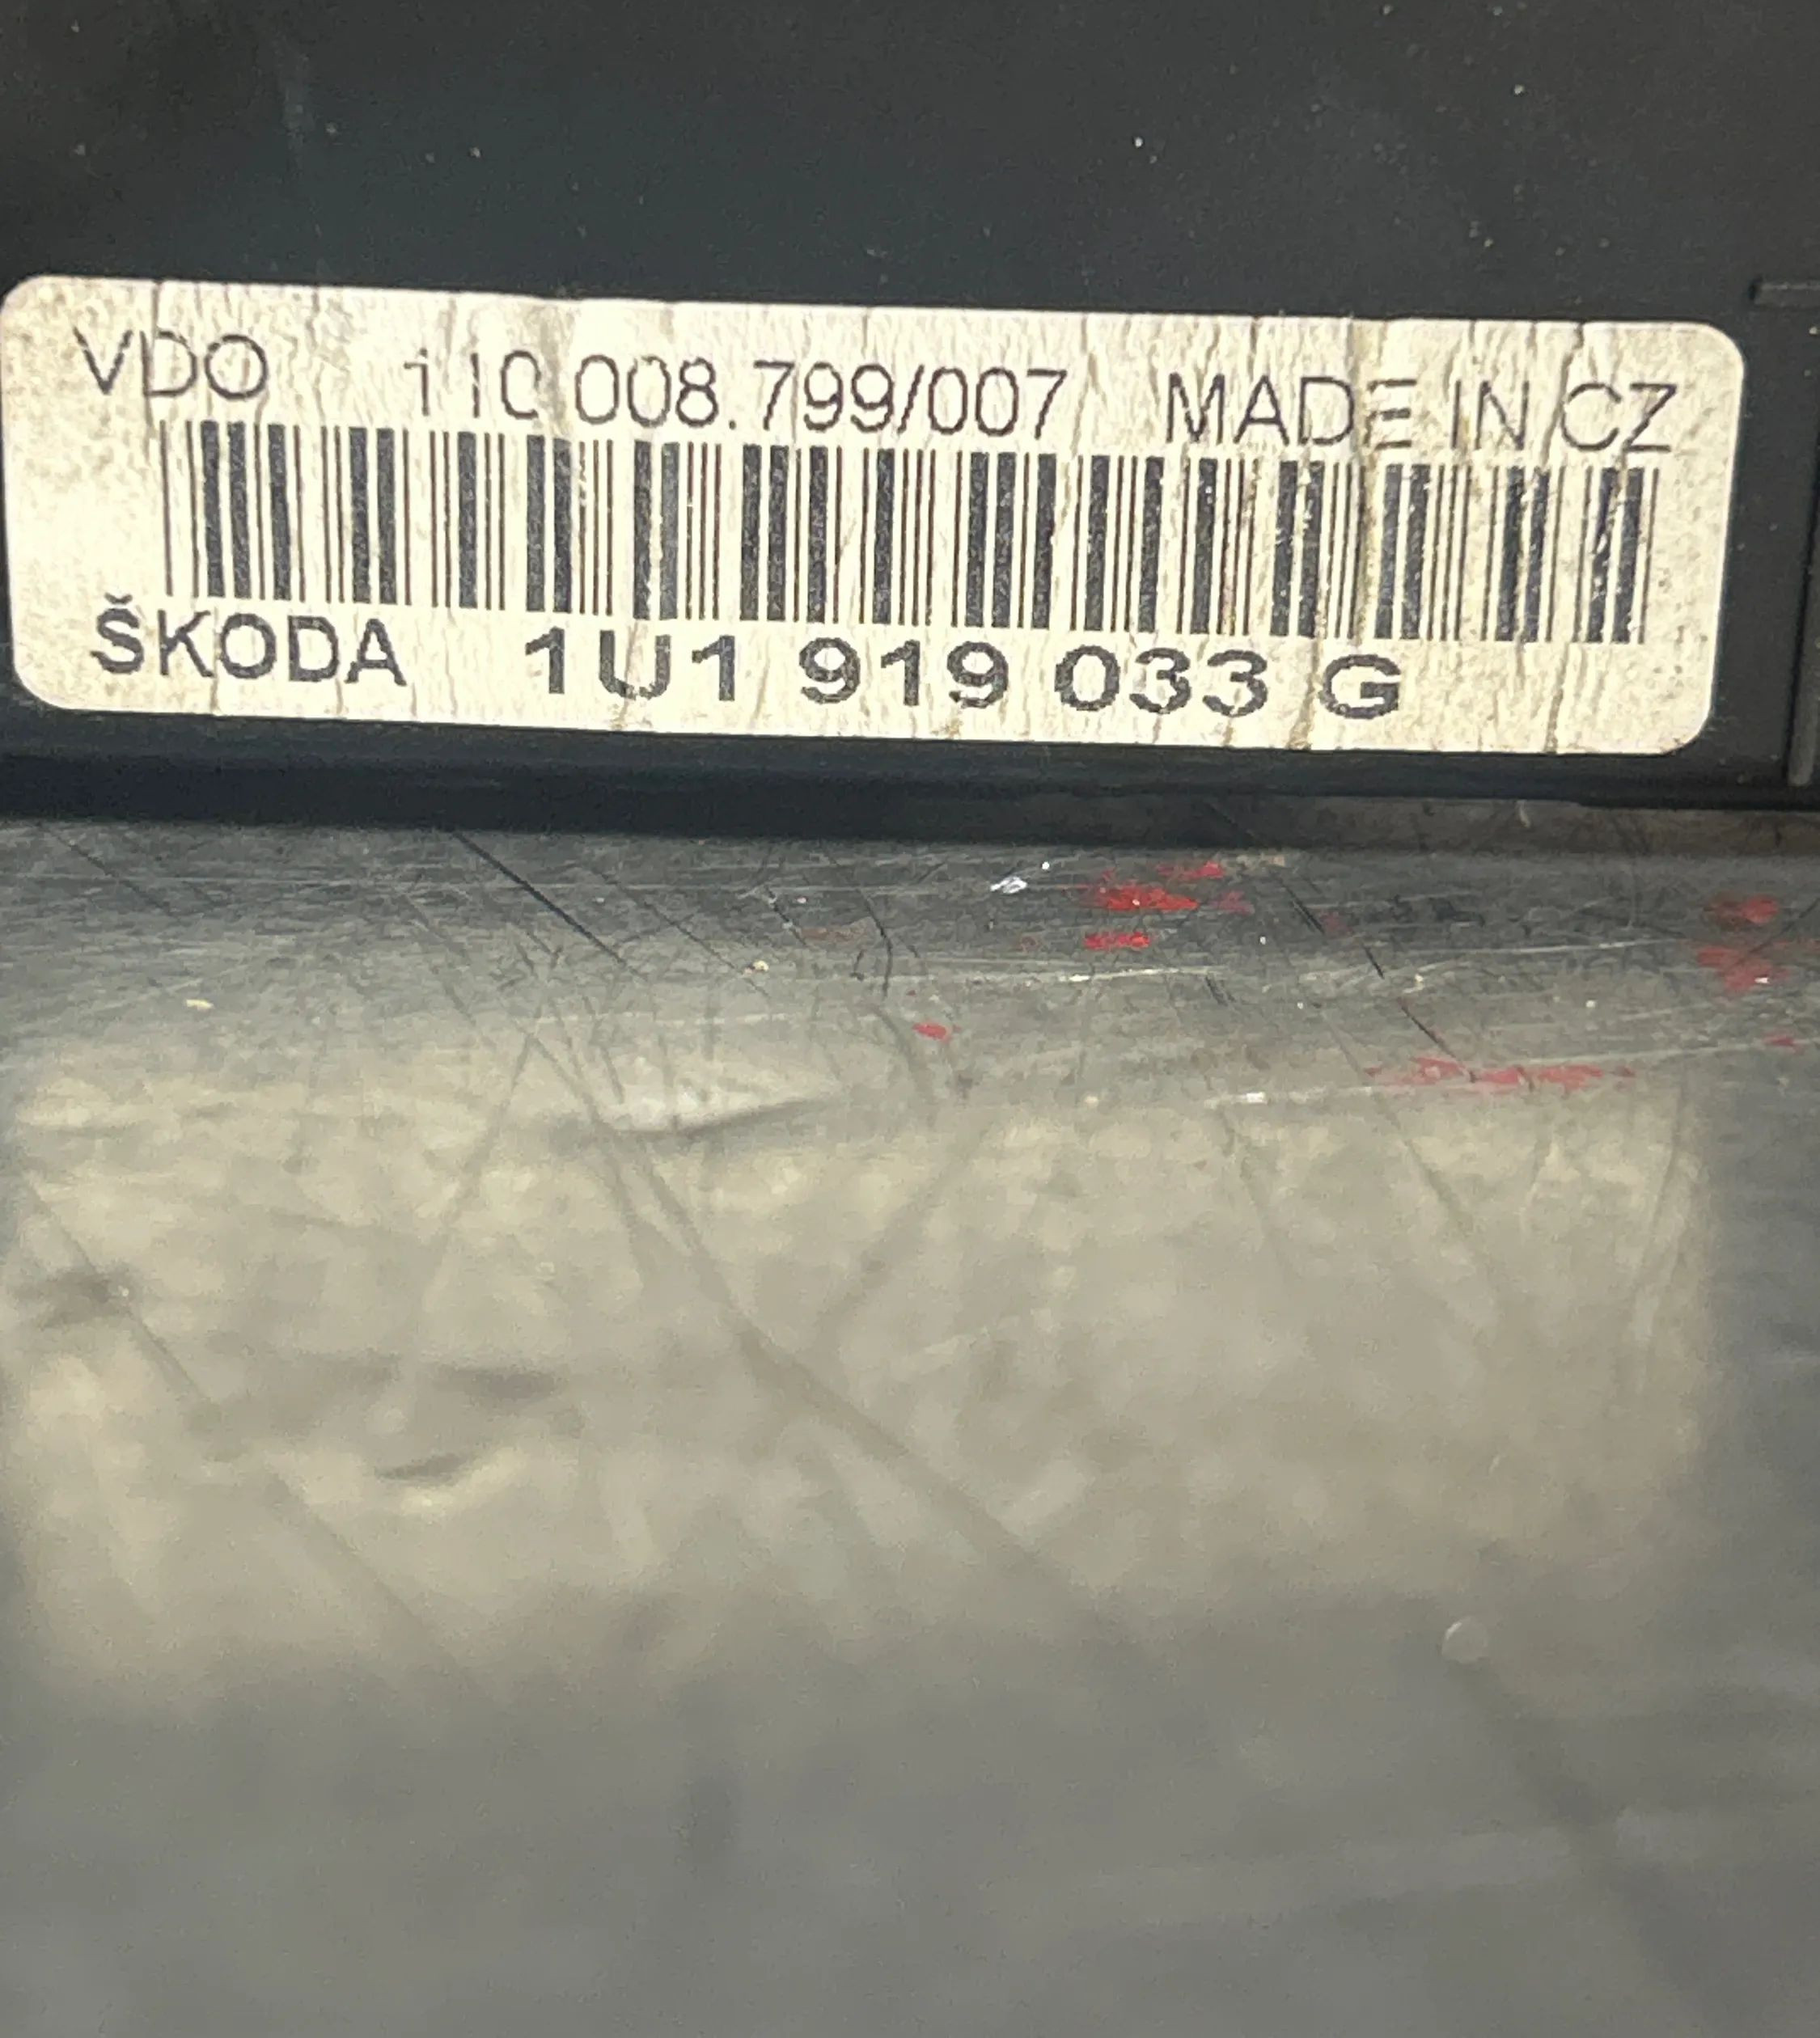 VDO 110.008.799/007 MADE IN CZ
ŠKODA 1U1 919 033 G